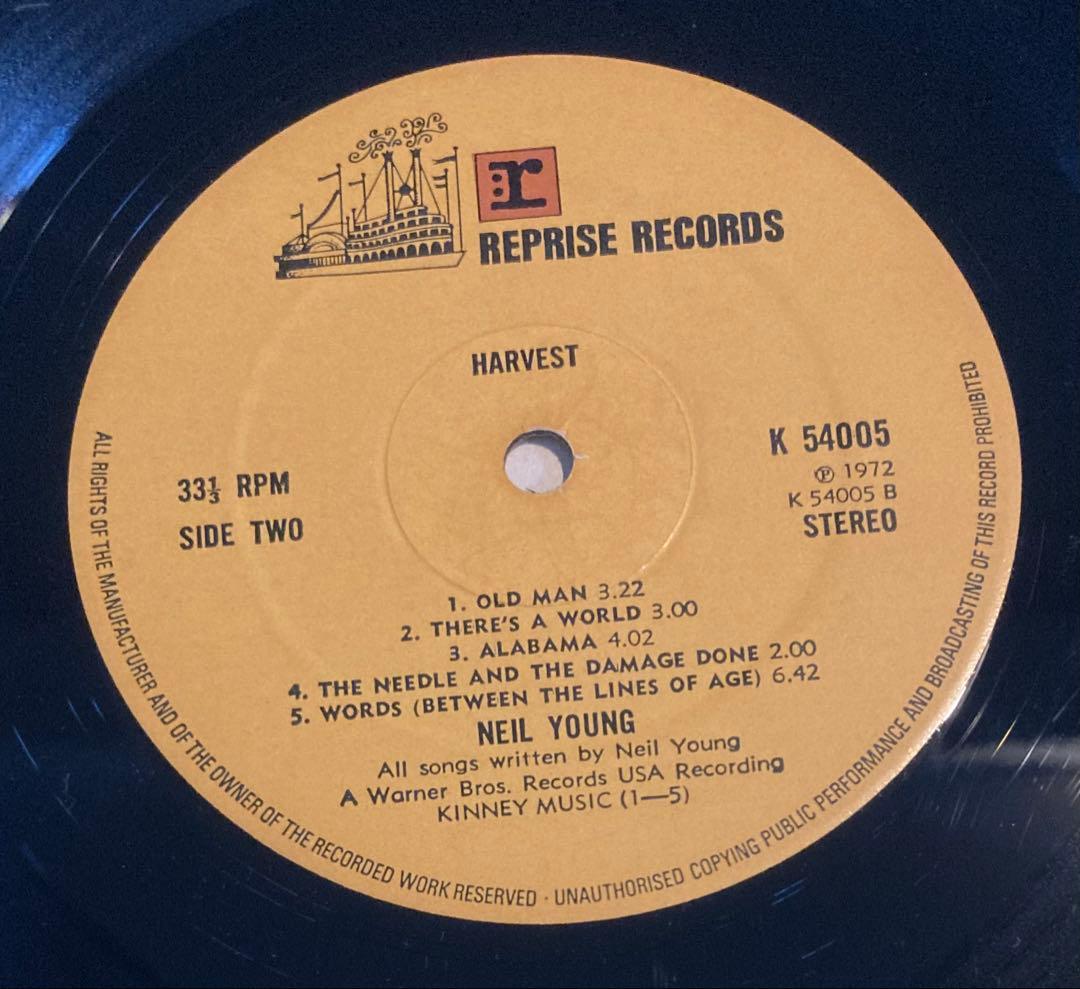 r
REPRISE RECORDS
HARVEST
33⅓ RPM
SIDE TWO
K 54005
℗ 1972
K 54005 B
STEREO
1. OLD MAN 3.22
2. THERE'S A WORLD 3.00
3. ALABAMA 4.02
4. THE NEEDLE AND THE DAMAGE DONE 2.00
5. WORDS (BETWEEN THE LINES OF AGE) 6.42
NEIL YOUNG
All songs written by Neil Young
A Warner Bros. Records USA Recording
KINNEY MUSIC (1—5)
ALL RIGHTS OF THE MANUFACTURER AND OF THE OWNER OF THE RECORDED WORK RESERVED · UNAUTHORISED COPYING PUBLIC PERFORMANCE AND BROADCASTING OF THIS RECORD PROHIBITED